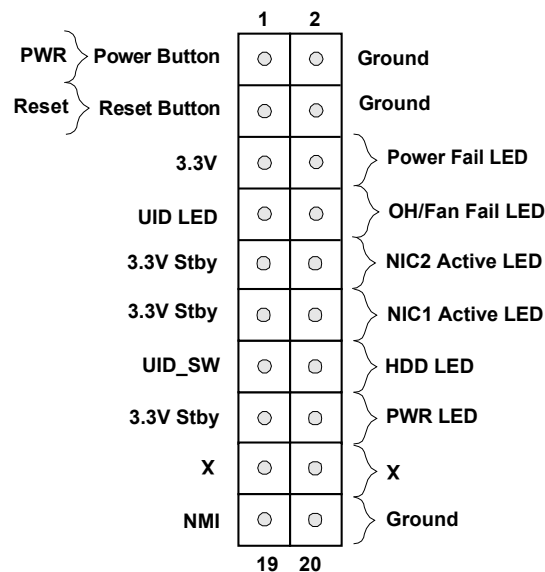 1 2
PWR Power Button Ground
Reset Reset Button Ground
3.3V Power Fail LED
UID LED OH/Fan Fail LED
3.3V Stby NIC2 Active LED
3.3V Stby NIC1 Active LED
UID_SW HDD LED
3.3V Stby PWR LED
X X
NMI Ground
19 20